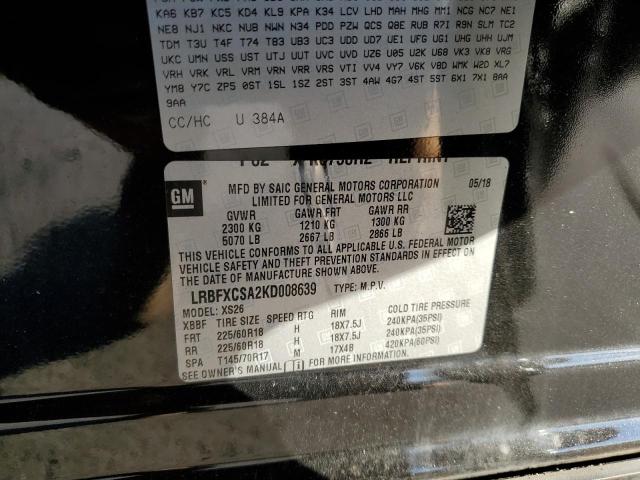 KA6 KB7 KC5 KD4 KL9 KPA K34 LCV LHD MAH MHG MM1 NCG NC7 NE1
NE8 NJ1 NKC NUB NWN N34 PDD PZW QCS Q8E RUB R7I R9N SLM TC2
TDM T3U T4F T74 TB3 UB3 UC3 UDD UD7 UE1 UFG UG1 UHG UHH UJM
UKC UMN USS UST UTJ UUT UVC UVD UZ6 U05 U2K U68 VK3 VK8 VRG
VRH VRK VRL VRM VRN VRR VRS VTI VV4 VY7 V6K V8D WMK W2D XL7
YM8 Y7C ZP5 0ST 1SL 1SZ 2ST 3ST 4AW 4G7 4ST 5ST 6X1 7X1 8AA
9AA
CC/HC U 384A
REPRINT
GM
MFD BY SAIC GENERAL MOTORS CORPORATION 05/18
LIMITED FOR GENERAL MOTORS LLC
GVWR GAWR FRT GAWR RR
2300 KG 1210 KG 1300 KG
5070 LB 2667 LB 2866 LB
THIS VEHICLE CONFORMS TO ALL APPLICABLE U.S. FEDERAL MOTOR
VEHICLE SAFETY AND THEFT PREVENTION STANDARDS IN EFFECT ON THE
DATE OF MANUFACTURE SHOWN ABOVE.
LRBFXCSA2KD008639 TYPE: M.P.V.
MODEL: XS26
XBBF TIRE SIZE SPEED RTG RIM COLD TIRE PRESSURE
FRT 225/60R18 H 18X7.5J 240KPA(35PSI)
RR 225/60R18 H 18X7.5J 240KPA(35PSI)
SPA T145/70R17 M 17X4B 420KPA(60PSI)
SEE OWNER'S MANUAL FOR MORE INFORMATION.